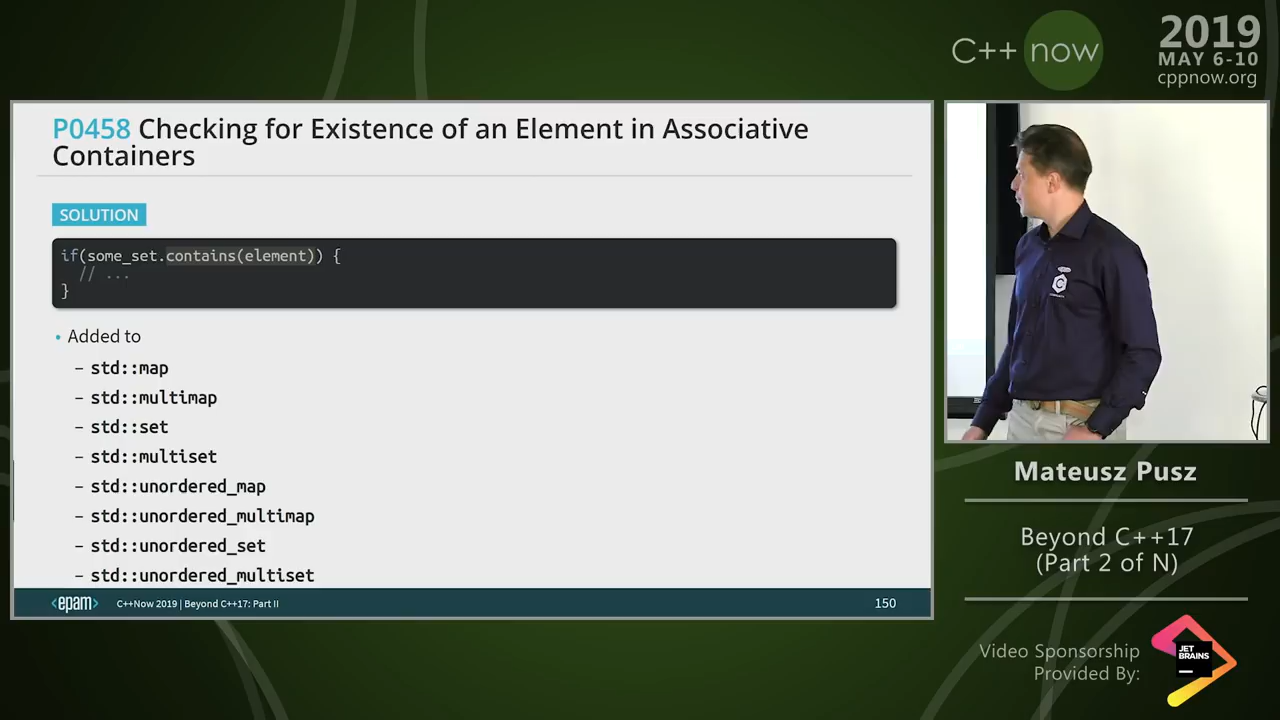 C++ now
2019
MAY 6-10
cppnow.org
P0458 Checking for Existence of an Element in Associative
Containers
SOLUTION
if(some_set.contains(element)) {
// ...
}
• Added to
– std::map
– std::multimap
– std::set
– std::multiset
– std::unordered_map
– std::unordered_multimap
– std::unordered_set
– std::unordered_multiset
<epam>
C++Now 2019 | Beyond C++17: Part II
150
Mateusz Pusz
Beyond C++17
(Part 2 of N)
Video Sponsorship
Provided By:
JET
BRAINS